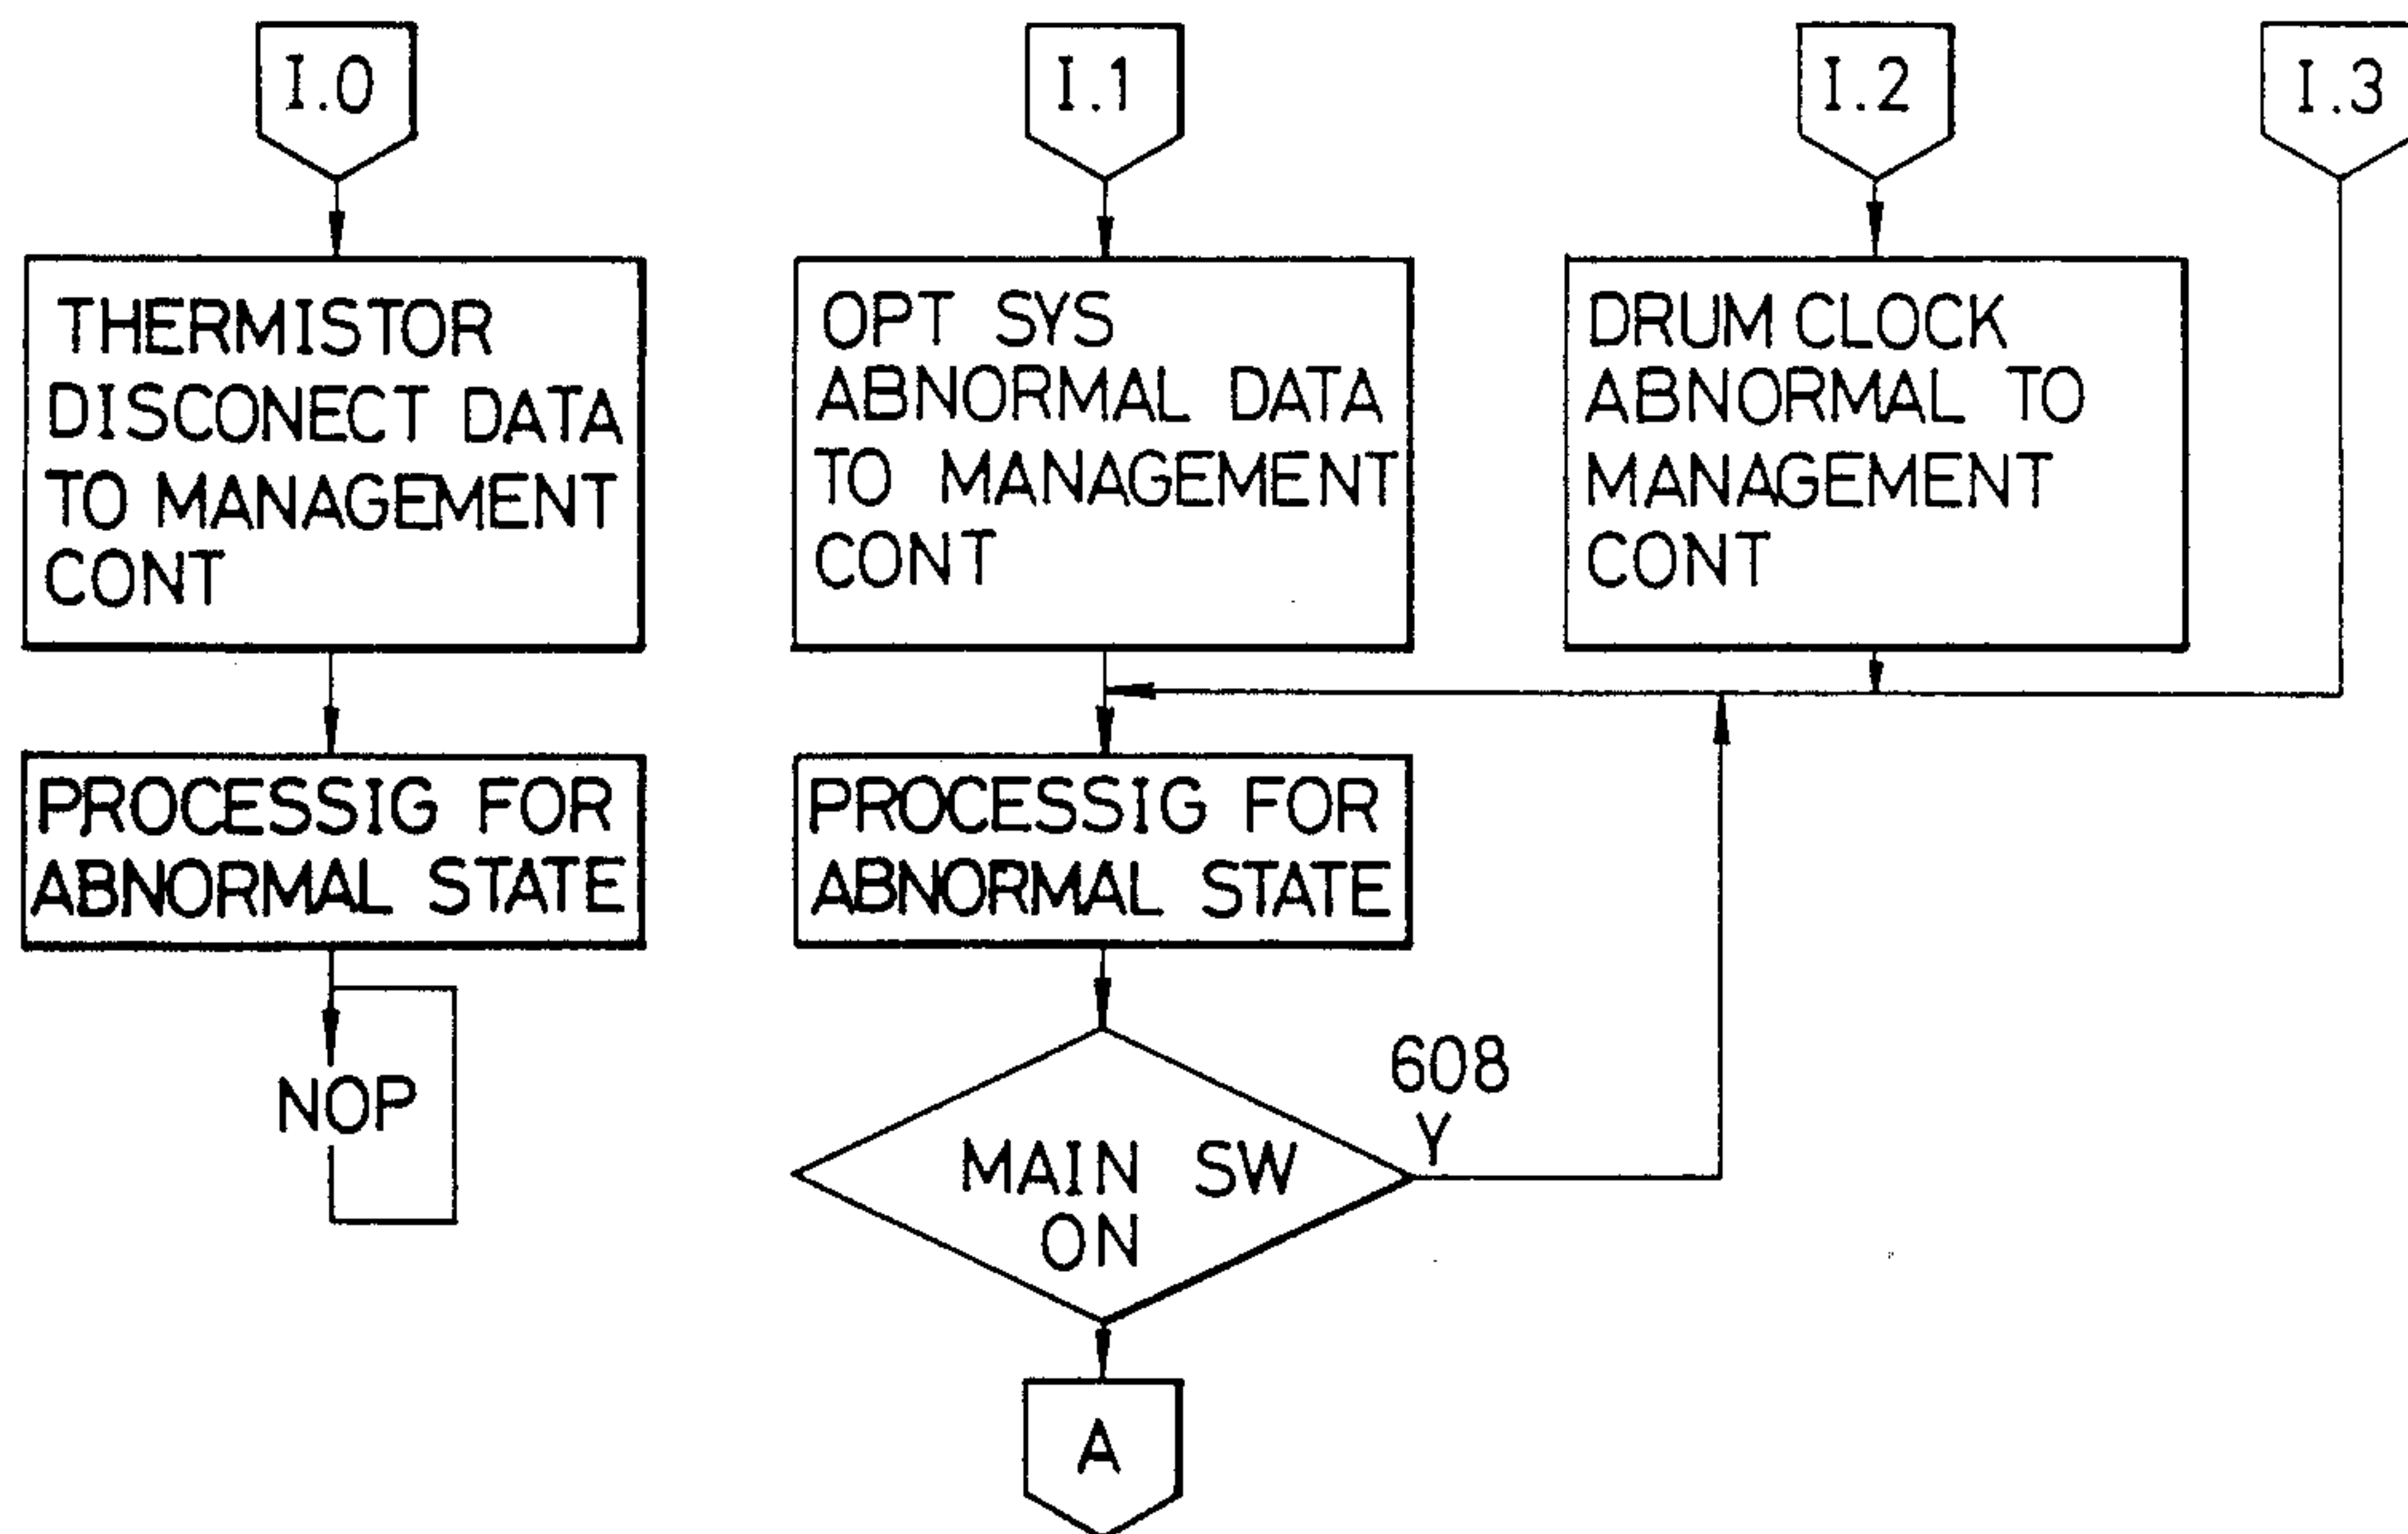 I.0
I.1
I.2
I.3
THERMISTOR
DISCONECT DATA
TO MANAGEMENT
CONT
OPT SYS
ABNORMAL DATA
TO MANAGEMENT
CONT
DRUM CLOCK
ABNORMAL TO
MANAGEMENT
CONT
PROCESSIG FOR
ABNORMAL STATE
PROCESSIG FOR
ABNORMAL STATE
NOP
608
Y
MAIN SW
ON
A